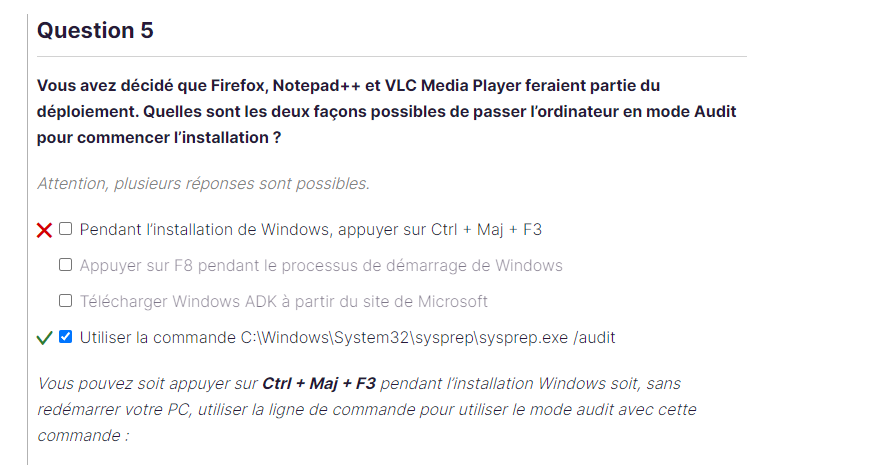 Question 5
Vous avez décidé que Firefox, Notepad++ et VLC Media Player feraient partie du
déploiement. Quelles sont les deux façons possibles de passer l’ordinateur en mode Audit
pour commencer l’installation ?
Attention, plusieurs réponses sont possibles.
Pendant l’installation de Windows, appuyer sur Ctrl + Maj + F3
Appuyer sur F8 pendant le processus de démarrage de Windows
Télécharger Windows ADK à partir du site de Microsoft
Utiliser la commande C:\Windows\System32\sysprep\sysprep.exe /audit
Vous pouvez soit appuyer sur Ctrl + Maj + F3 pendant l’installation Windows soit, sans
redémarrer votre PC, utiliser la ligne de commande pour utiliser le mode audit avec cette
commande :